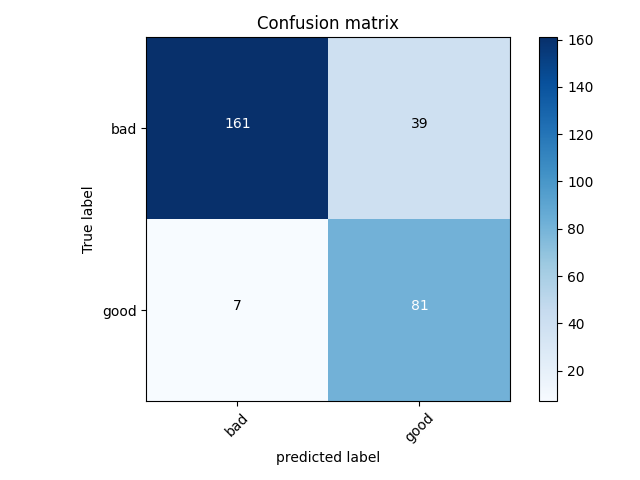 Confusion matrix
True label
bad
161
39
good
7
81
bad
good
predicted label
160
140
120
100
80
60
40
20